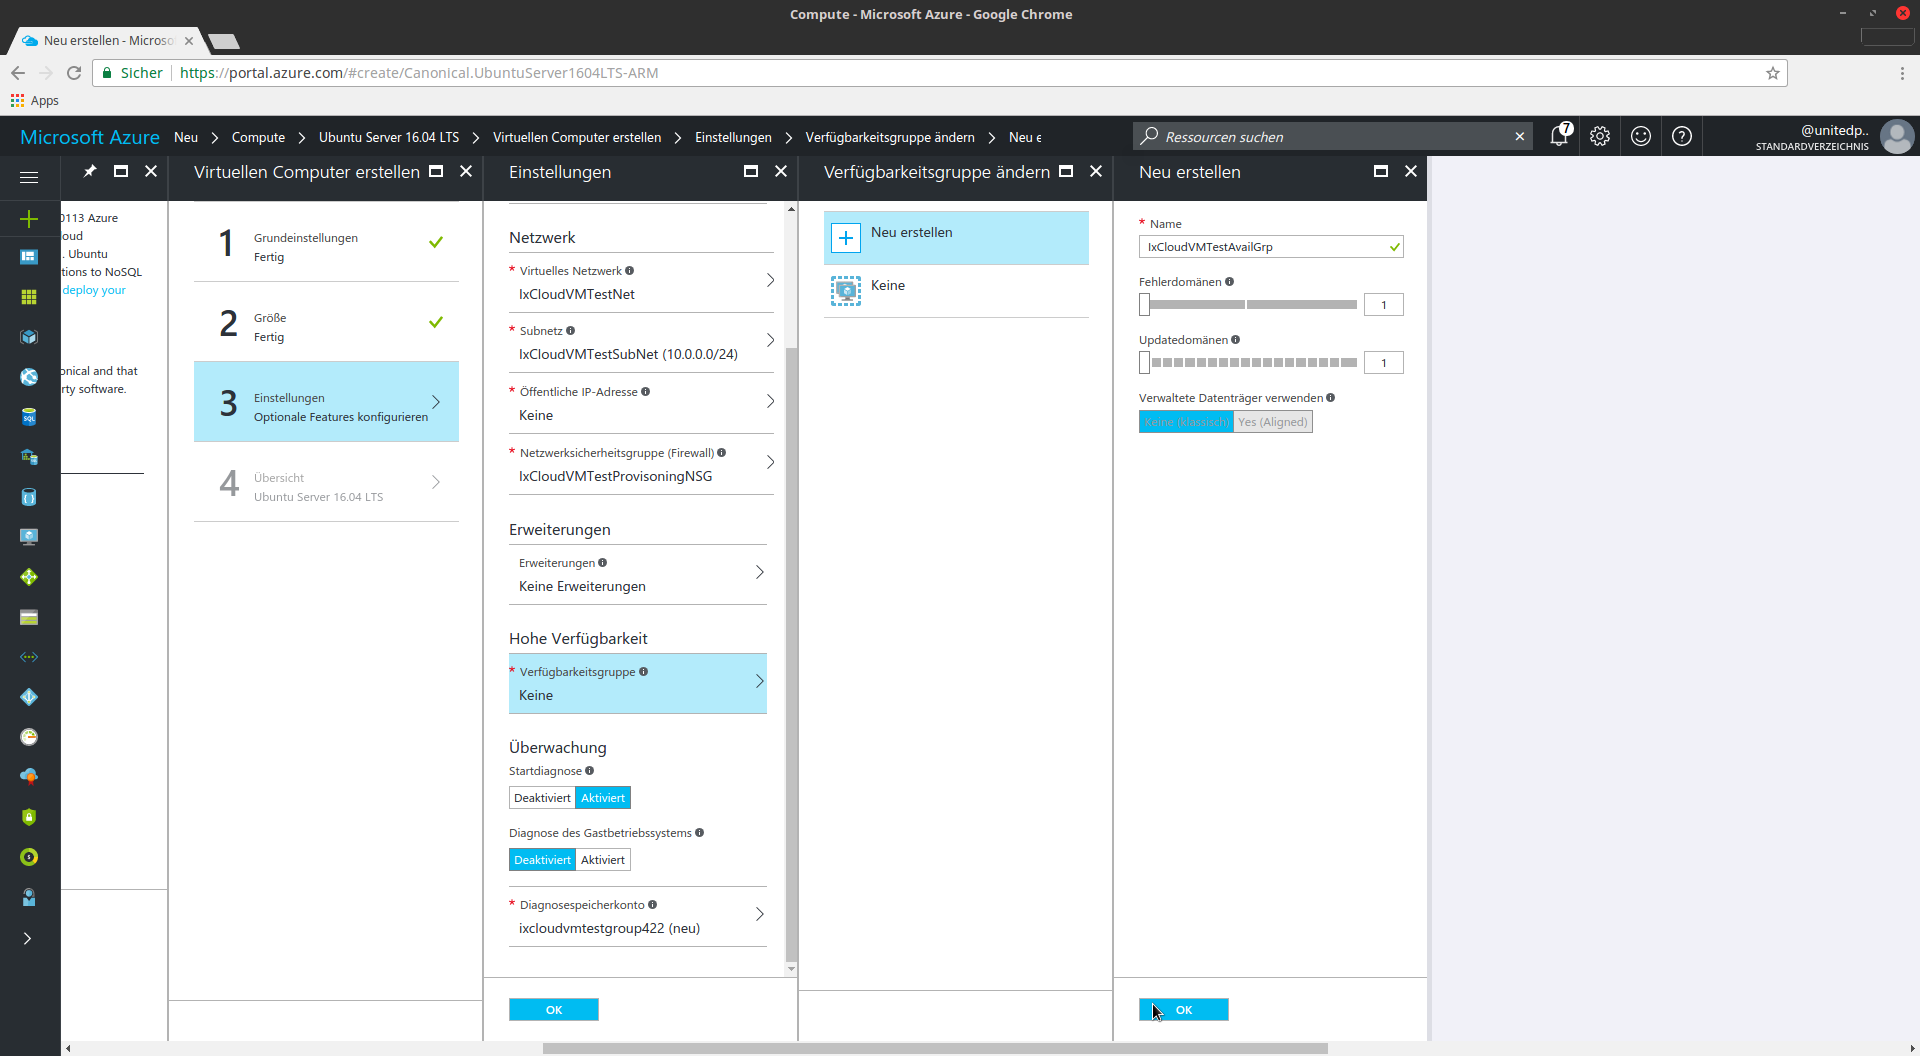 Compute - Microsoft Azure - Google Chrome
Neu erstellen - Microso
Sicher
https://portal.azure.com/#create/Canonical.UbuntuServer1604LTS-ARM
Apps
Microsoft Azure
Neu
Compute
Ubuntu Server 16.04 LTS
Virtuellen Computer erstellen
Einstellungen
Verfügbarkeitsgruppe ändern
Neu e
Ressourcen suchen
7
@unitedp..
STANDARDVERZEICHNIS
0113 Azure
loud
. Ubuntu
tions to NoSQL
deploy your
onical and that
rty software.
SQL
Virtuellen Computer erstellen
1
Grundeinstellungen
Fertig
2
Größe
Fertig
3
Einstellungen
Optionale Features konfigurieren
4
Übersicht
Ubuntu Server 16.04 LTS
Einstellungen
Netzwerk
* Virtuelles Netzwerk
IxCloudVMTestNet
* Subnetz
IxCloudVMTestSubNet (10.0.0.0/24)
* Öffentliche IP-Adresse
Keine
* Netzwerksicherheitsgruppe (Firewall)
IxCloudVMTestProvisoningNSG
Erweiterungen
Erweiterungen
Keine Erweiterungen
Hohe Verfügbarkeit
* Verfügbarkeitsgruppe
Keine
Überwachung
Startdiagnose
Deaktiviert Aktiviert
Diagnose des Gastbetriebssystems
Deaktiviert Aktiviert
* Diagnosespeicherkonto
ixcloudvmtestgroup422 (neu)
OK
Verfügbarkeitsgruppe ändern
Neu erstellen
Keine
Neu erstellen
* Name
IxCloudVMTestAvailGrp
Fehlerdomänen
1
Updatedomänen
1
Verwaltete Datenträger verwenden
Keine (klassisch) Yes (Aligned)
OK